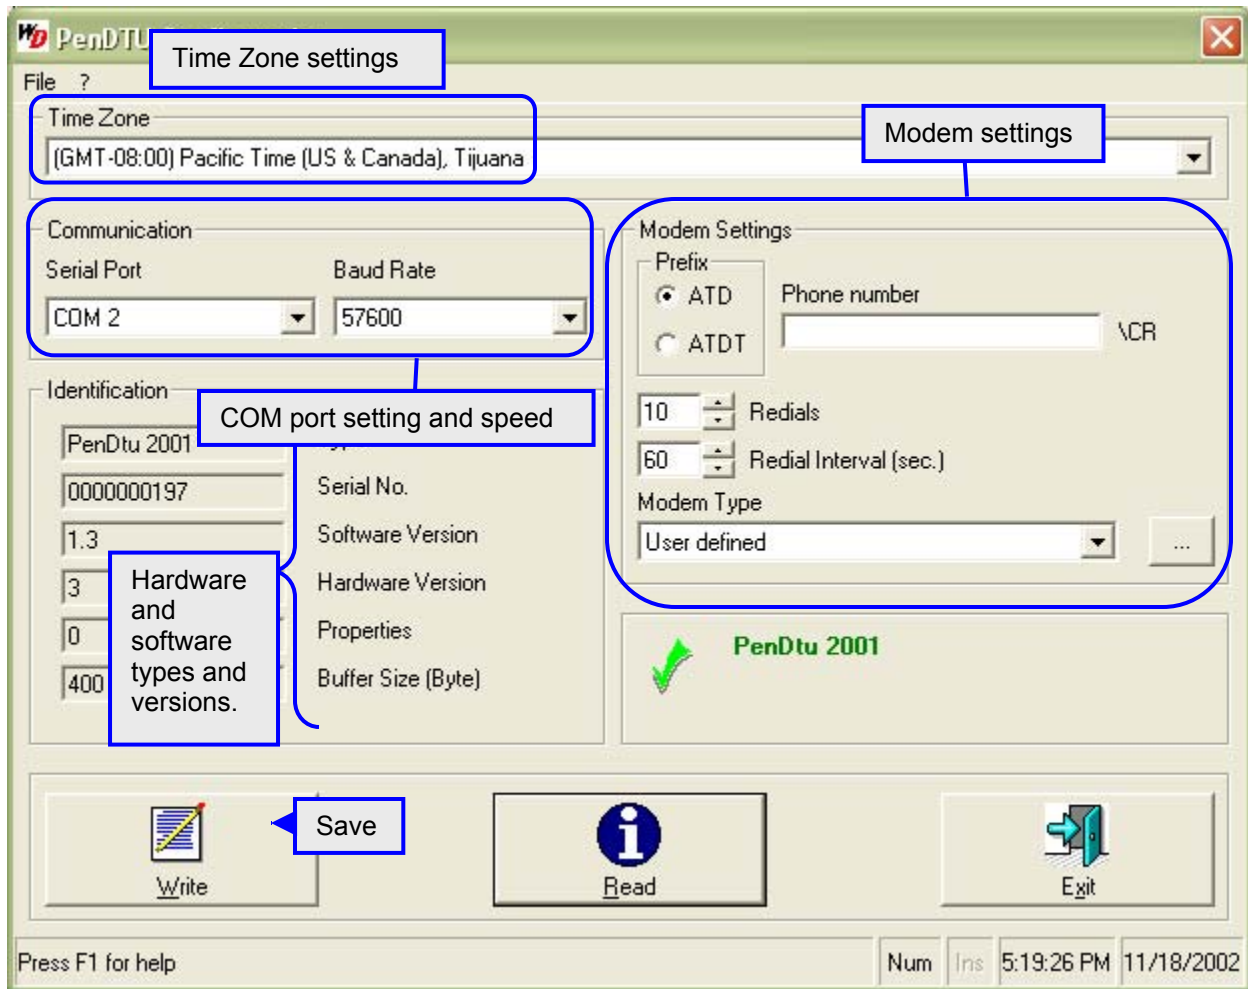 WD PenDTU
Time Zone settings
File ?
Time Zone
(GMT-08:00) Pacific Time (US & Canada), Tijuana
Modem settings
Communication
Serial Port Baud Rate
COM 2 57600
COM port setting and speed
Modem Settings
Prefix
ATD
ATDT
Phone number
\CR
10 Redials
60 Redial Interval (sec.)
Modem Type
User defined ...
Identification
PenDtu 2001
0000000197 Serial No.
1.3 Software Version
3 Hardware Version
0 Properties
400 Buffer Size (Byte)
Hardware
and
software
types and
versions.
PenDtu 2001
Write
Save
Read
Exit
Press F1 for help Num Ins 5:19:26 PM 11/18/2002